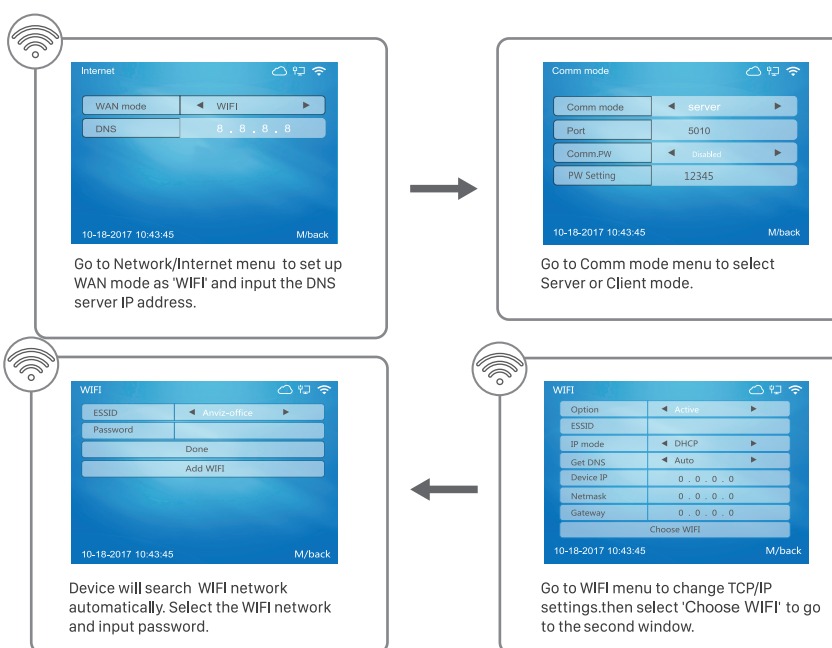 Internet
WAN mode ◄ WIFI ►
DNS 8 . 8 . 8 . 8
10-18-2017 10:43:45 M/back
Go to Network/Internet menu to set up
WAN mode as 'WIFI' and input the DNS
server IP address.
Comm mode
Comm mode ◄ server ►
Port 5010
Comm.PW ◄ Disabled ►
PW Setting 12345
10-18-2017 10:43:45 M/back
Go to Comm mode menu to select
Server or Client mode.
WIFI
Option ◄ Active ►
ESSID
IP mode ◄ DHCP ►
Get DNS ◄ Auto ►
Device IP 0 . 0 . 0 . 0
Netmask 0 . 0 . 0 . 0
Gateway 0 . 0 . 0 . 0
Choose WIFI
10-18-2017 10:43:45 M/back
Go to WIFI menu to change TCP/IP
settings.then select 'Choose WIFI' to go
to the second window.
WIFI
ESSID ◄ Anviz-office ►
Password
Done
Add WIFI
10-18-2017 10:43:45 M/back
Device will search WIFI network
automatically. Select the WIFI network
and input password.